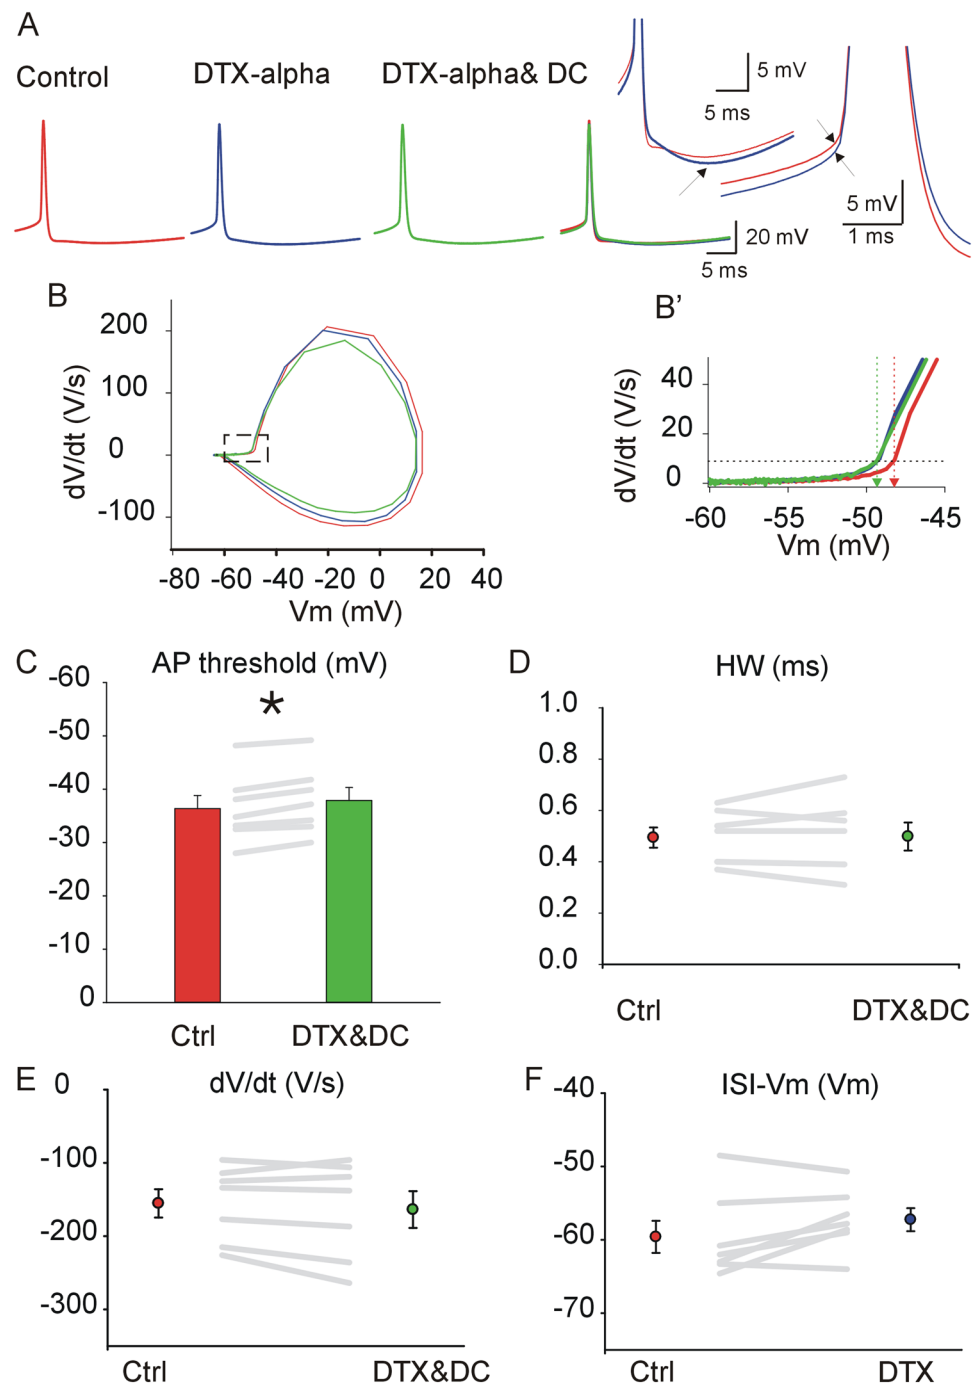 A
Control
DTX-alpha
DTX-alpha& DC
5 mV
5 ms
5 mV
1 ms
20 mV
5 ms
B
dV/dt (V/s)
200
100
0
-100
-80 -60 -40 -20 0 20 40
Vm (mV)
B’
dV/dt (V/s)
40
20
0
-60 -55 -50 -45
Vm (mV)
C
AP threshold (mV)
-60
-50
-40
-30
-20
-10
0
*
Ctrl DTX&DC
D
HW (ms)
1.0
0.8
0.6
0.4
0.2
0.0
Ctrl DTX&DC
E
dV/dt (V/s)
0
-100
-200
-300
Ctrl DTX&DC
F
ISI-Vm (Vm)
-40
-50
-60
-70
Ctrl DTX